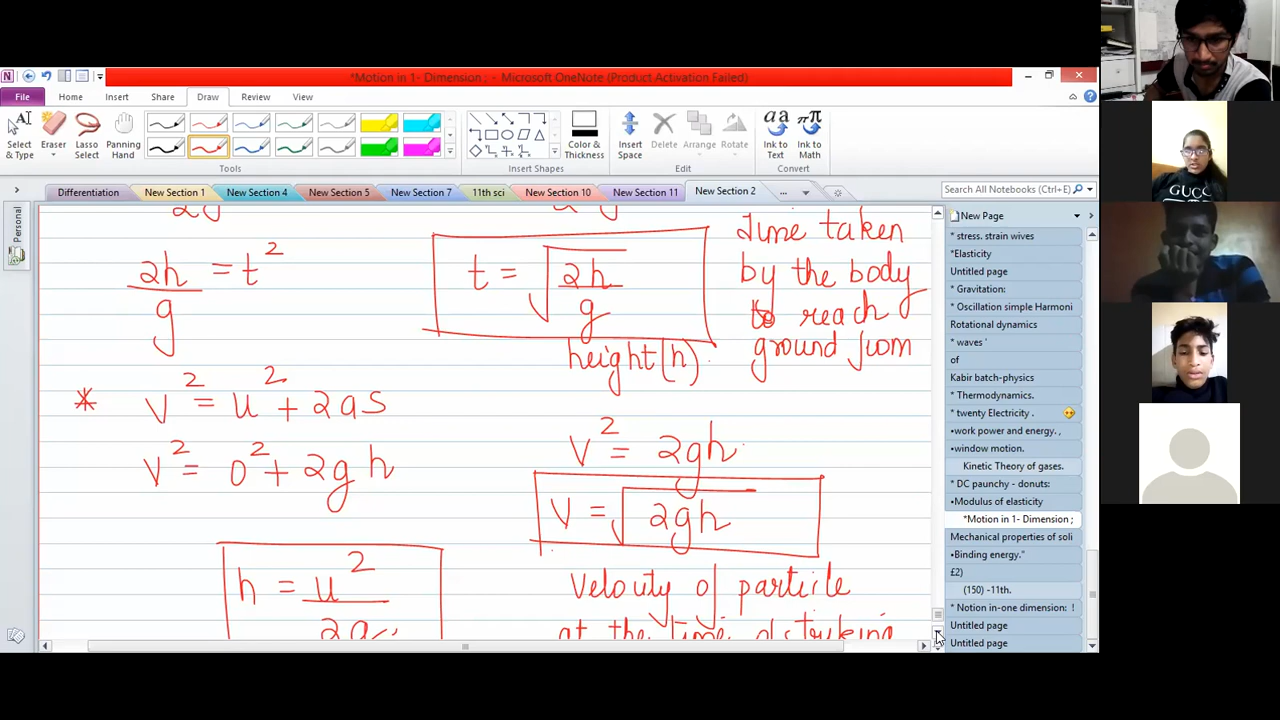 *Motion in 1- Dimension ; - Microsoft OneNote (Product Activation Failed)
File Home Insert Share Draw Review View
Select & Type
Eraser
Lasso Select
Panning Hand
Color & Thickness
Insert Space
Delete
Arrange
Rotate
Ink to Text
Ink to Math
Tools
Insert Shapes
Edit
Convert
Differentiation New Section 1 New Section 4 New Section 5 New Section 7 11th sci New Section 10 New Section 11 New Section 2 ...
Search All Notebooks (Ctrl+E)
Personal
2h/g = t²
t = √(2h/g)
Time taken
by the body
to reach
ground from
height(h)
* v² = u² + 2as
v² = 0² + 2gh
v² = 2gh
v = √2gh
h = u²
velocity of particle
at the time of striking
New Page
* stress. strain wives
*Elasticity
Untitled page
* Gravitation:
* Oscillation simple Harmoni
Rotational dynamics
* waves '
of
Kabir batch-physics
* Thermodynamics.
* twenty Electricity .
•work power and energy. ,
•window motion.
Kinetic Theory of gases.
* DC paunchy - donuts:
•Modulus of elasticity
*Motion in 1- Dimension ;
Mechanical properties of soli
•Binding energy."
£2)
(150) -11th.
* Notion in-one dimension: !
Untitled page
Untitled page
GUCC